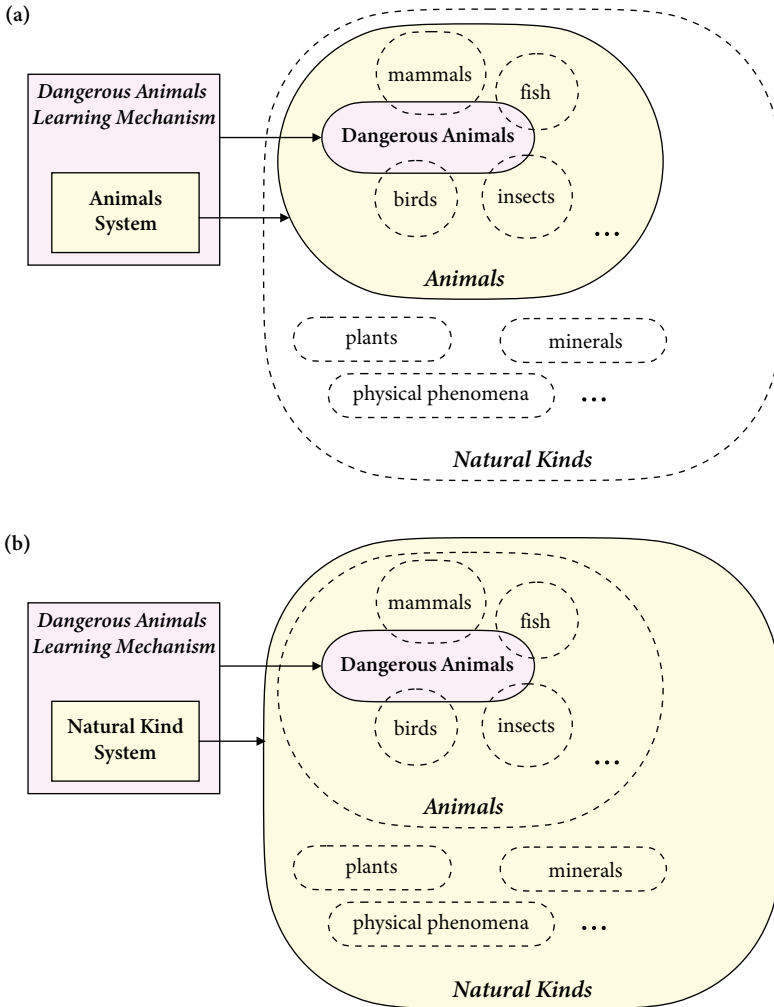 (a)
Dangerous Animals
Learning Mechanism
Animals
System
mammals
fish
Dangerous Animals
birds
insects
...
Animals
plants
minerals
physical phenomena
...
Natural Kinds
(b)
Dangerous Animals
Learning Mechanism
Natural Kind
System
mammals
fish
Dangerous Animals
birds
insects
...
Animals
plants
minerals
physical phenomena
...
Natural Kinds